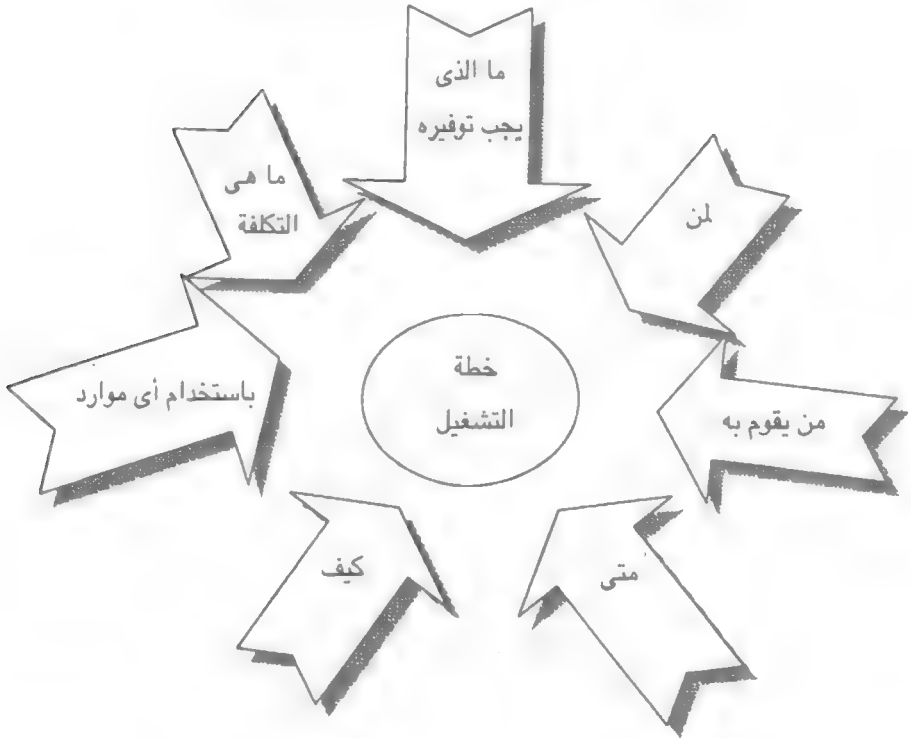 ما الذى
يجب توفيره
لمن
من يقوم به
متى
كيف
باستخدام أى موارد
ما هى
التكلفة
خطة
التشغيل